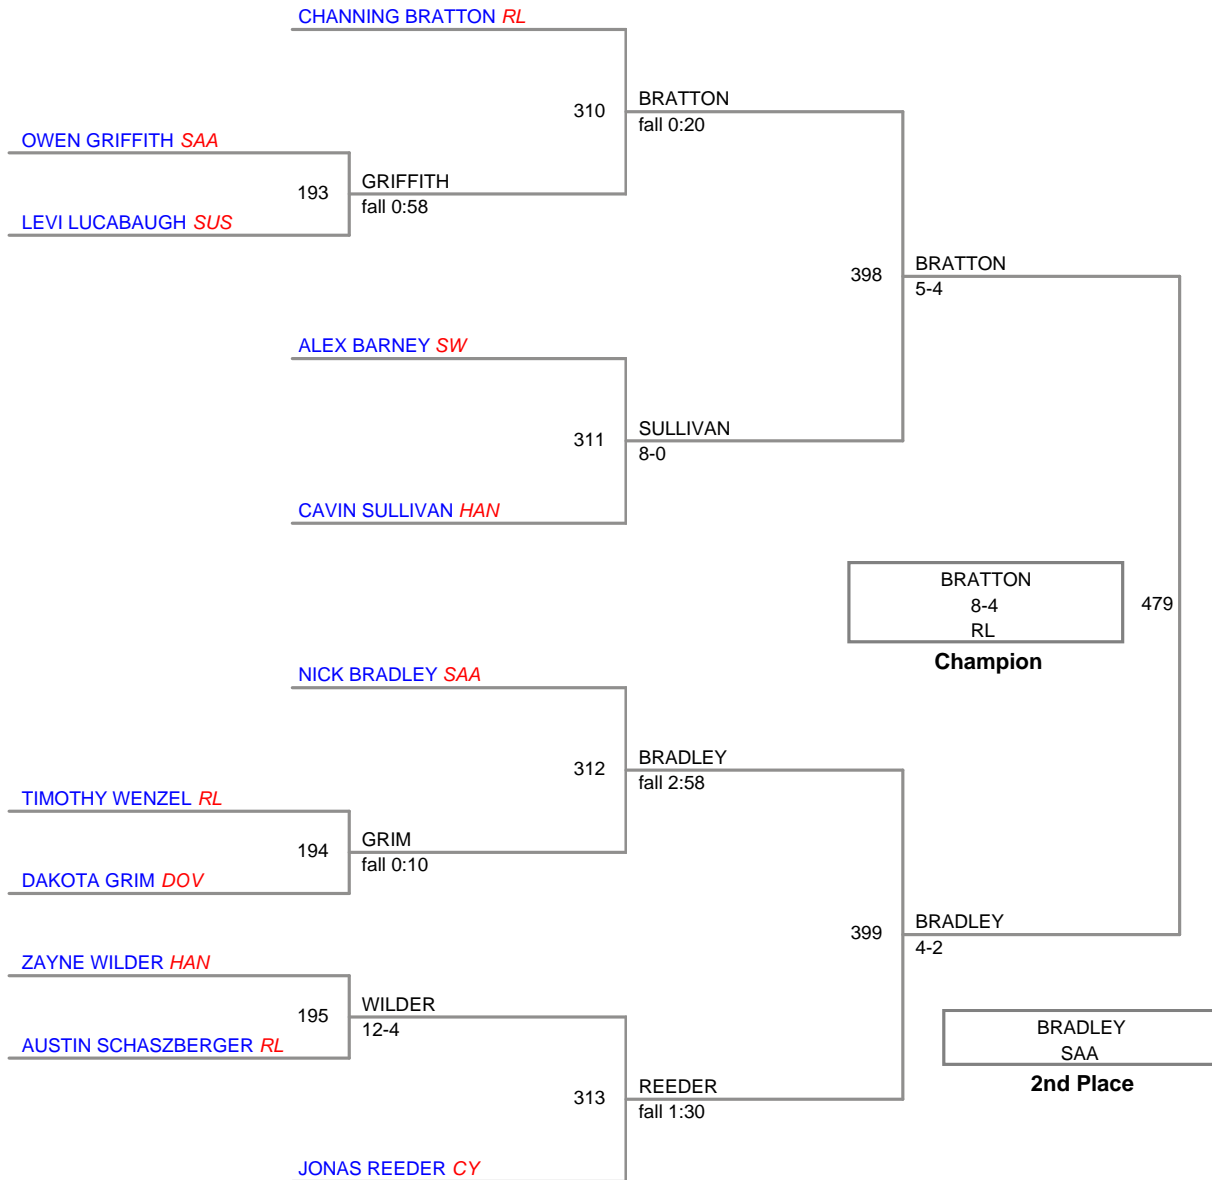 CHANNING BRATTON RL
310
BRATTON
fall 0:20
OWEN GRIFFITH SAA
193
GRIFFITH
fall 0:58
LEVI LUCABAUGH SUS
398
BRATTON
5-4
ALEX BARNEY SW
311
SULLIVAN
8-0
CAVIN SULLIVAN HAN
BRATTON
8-4
RL
Champion
479
NICK BRADLEY SAA
312
BRADLEY
fall 2:58
TIMOTHY WENZEL RL
194
GRIM
fall 0:10
DAKOTA GRIM DOV
399
BRADLEY
4-2
ZAYNE WILDER HAN
195
WILDER
12-4
AUSTIN SCHASZBERGER RL
BRADLEY
SAA
2nd Place
313
REEDER
fall 1:30
JONAS REEDER CY